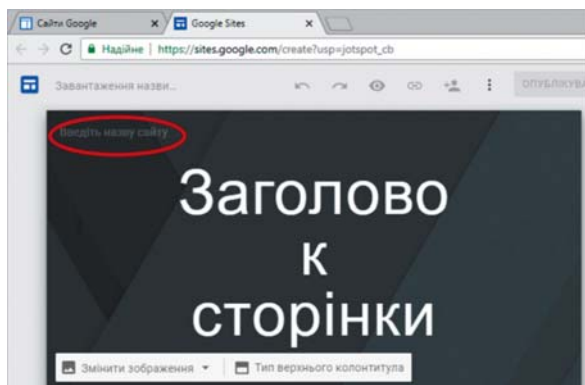 Сайти Google
Google Sites
Надійне https://sites.google.com/create?usp=jotspot_cb
Завантаження назви...
ОПУБЛІКУВА
Введіть назву сайту
Заголово
к
сторінки
Змінити зображення
Тип верхнього колонтитула